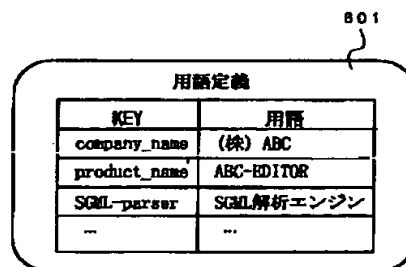 601
用語定義
KEY 用語
company_name (株) ABC
product_name ABC-EDITOR
SGML-parser SGML解析エンジン
… …